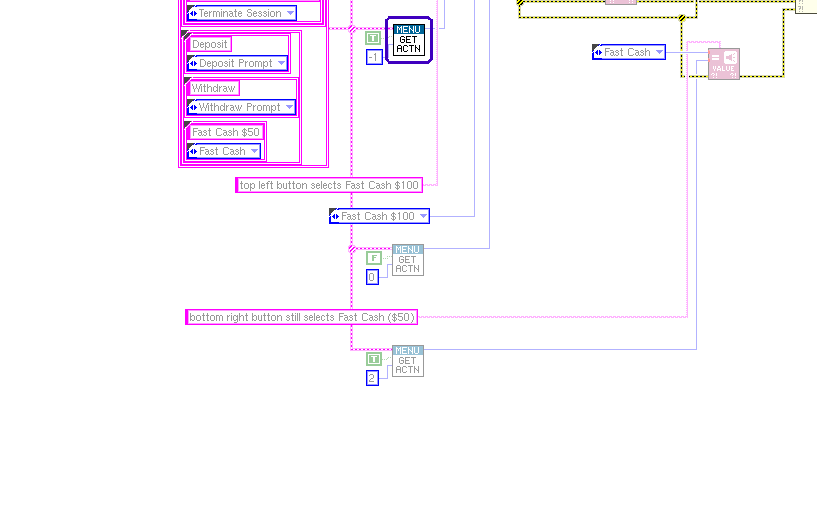 Terminate Session
Deposit
Deposit Prompt
Withdraw
Withdraw Prompt
Fast Cash $50
Fast Cash
T
-1
MENU
GET
ACTN
Fast Cash
VALUE
?!
?!
top left button selects Fast Cash $100
Fast Cash $100
F
0
MENU
GET
ACTN
bottom right button still selects Fast Cash ($50)
T
2
MENU
GET
ACTN